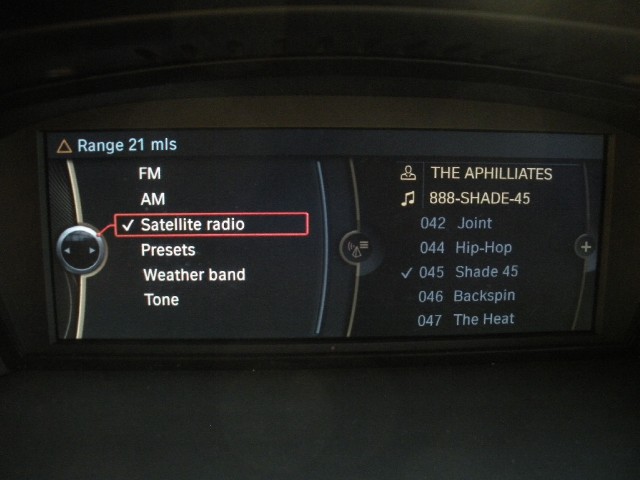 Range 21 mls
FM
AM
✓ Satellite radio
Presets
Weather band
Tone
THE APHILLIATES
888-SHADE-45
042 Joint
044 Hip-Hop
✓ 045 Shade 45
046 Backspin
047 The Heat